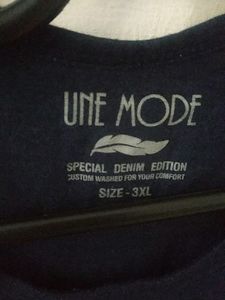 UNE MODE
SPECIAL DENIM EDITION
CUSTOM WASHED FOR YOUR COMFORT
SIZE - 3XL